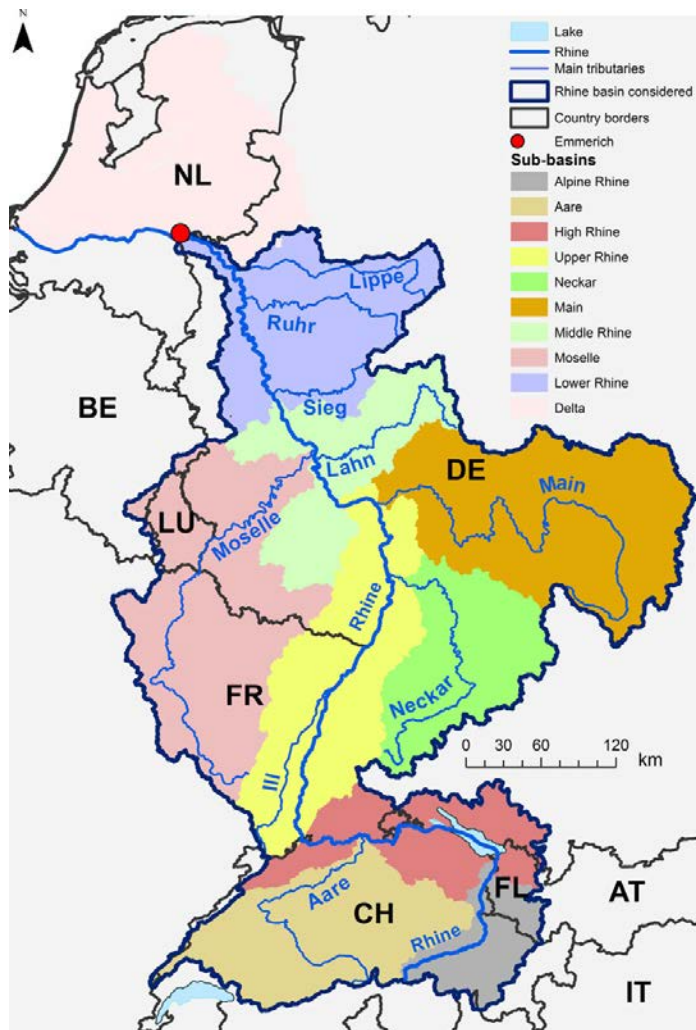 N
Lake
Rhine
Main tributaries
Rhine basin considered
Country borders
Emmerich
Sub-basins
Alpine Rhine
Aare
High Rhine
Upper Rhine
Neckar
Main
Middle Rhine
Moselle
Lower Rhine
Delta
NL
Lippe
Ruhr
BE
Sieg
Lahn
DE
Main
LU
Moselle
Rhine
FR
Neckar
Ill
0 30 60 120
km
Aare
CH
FL
AT
Rhine
IT